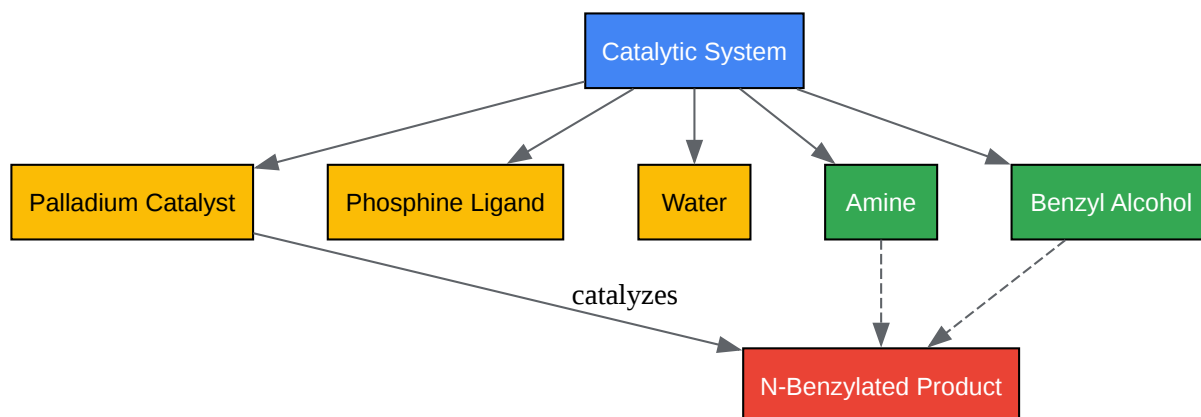 Catalytic System
Palladium Catalyst
Phosphine Ligand
Water
Amine
Benzyl Alcohol
catalyzes
N-Benzylated Product